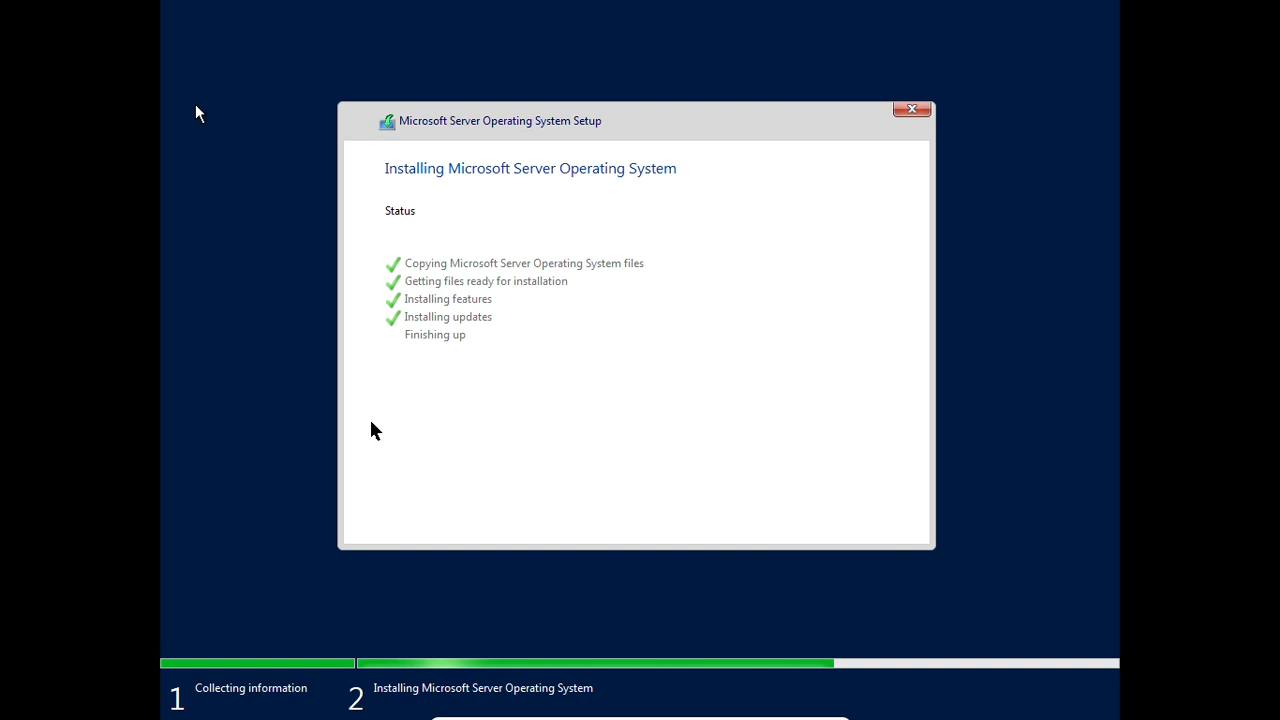 Microsoft Server Operating System Setup
Installing Microsoft Server Operating System
Status
Copying Microsoft Server Operating System files
Getting files ready for installation
Installing features
Installing updates
Finishing up
1 Collecting information
2 Installing Microsoft Server Operating System